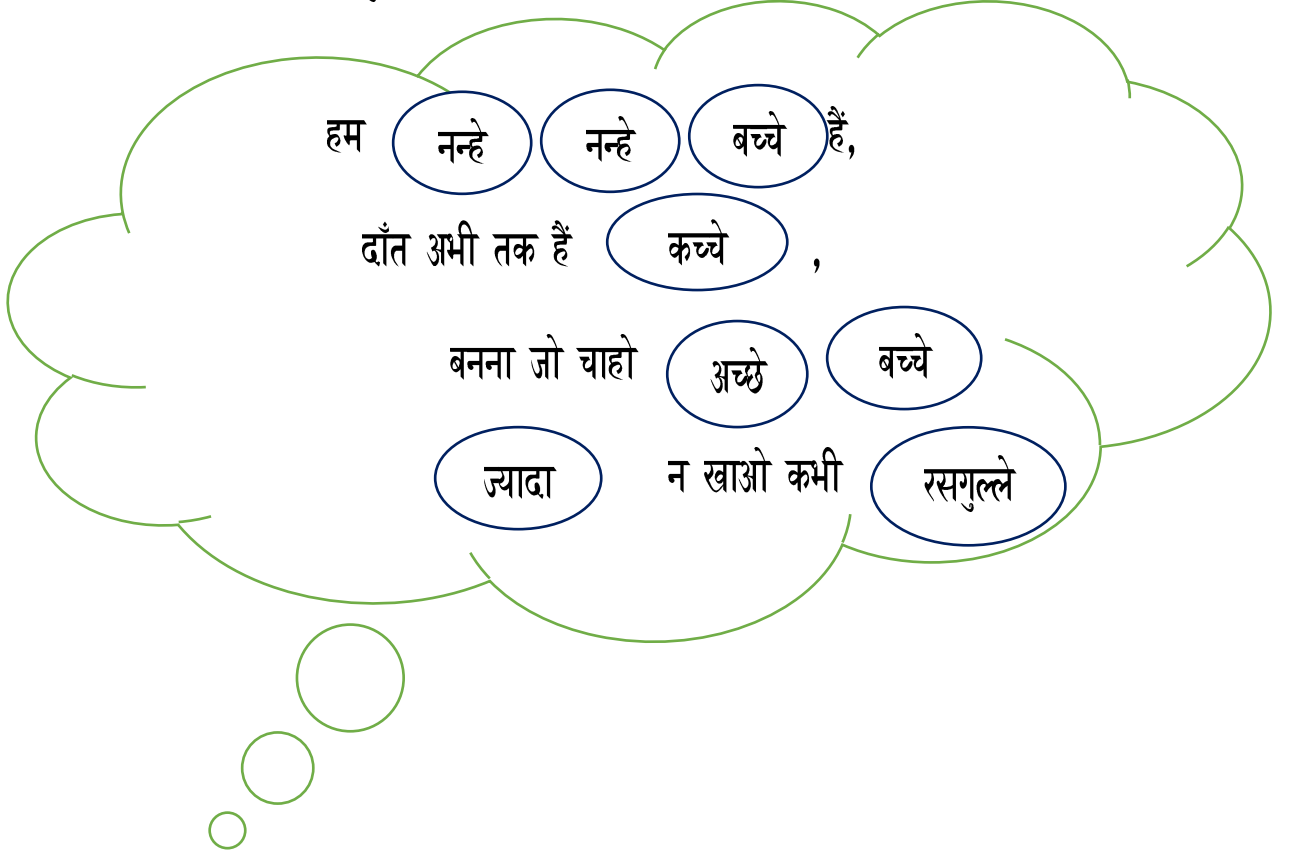 हम नन्हे नन्हे बच्चे हैं,
दाँत अभी तक हैं कच्चे ,
बनना जो चाहो अच्छे बच्चे
ज्यादा न खाओ कभी रसगुल्ले